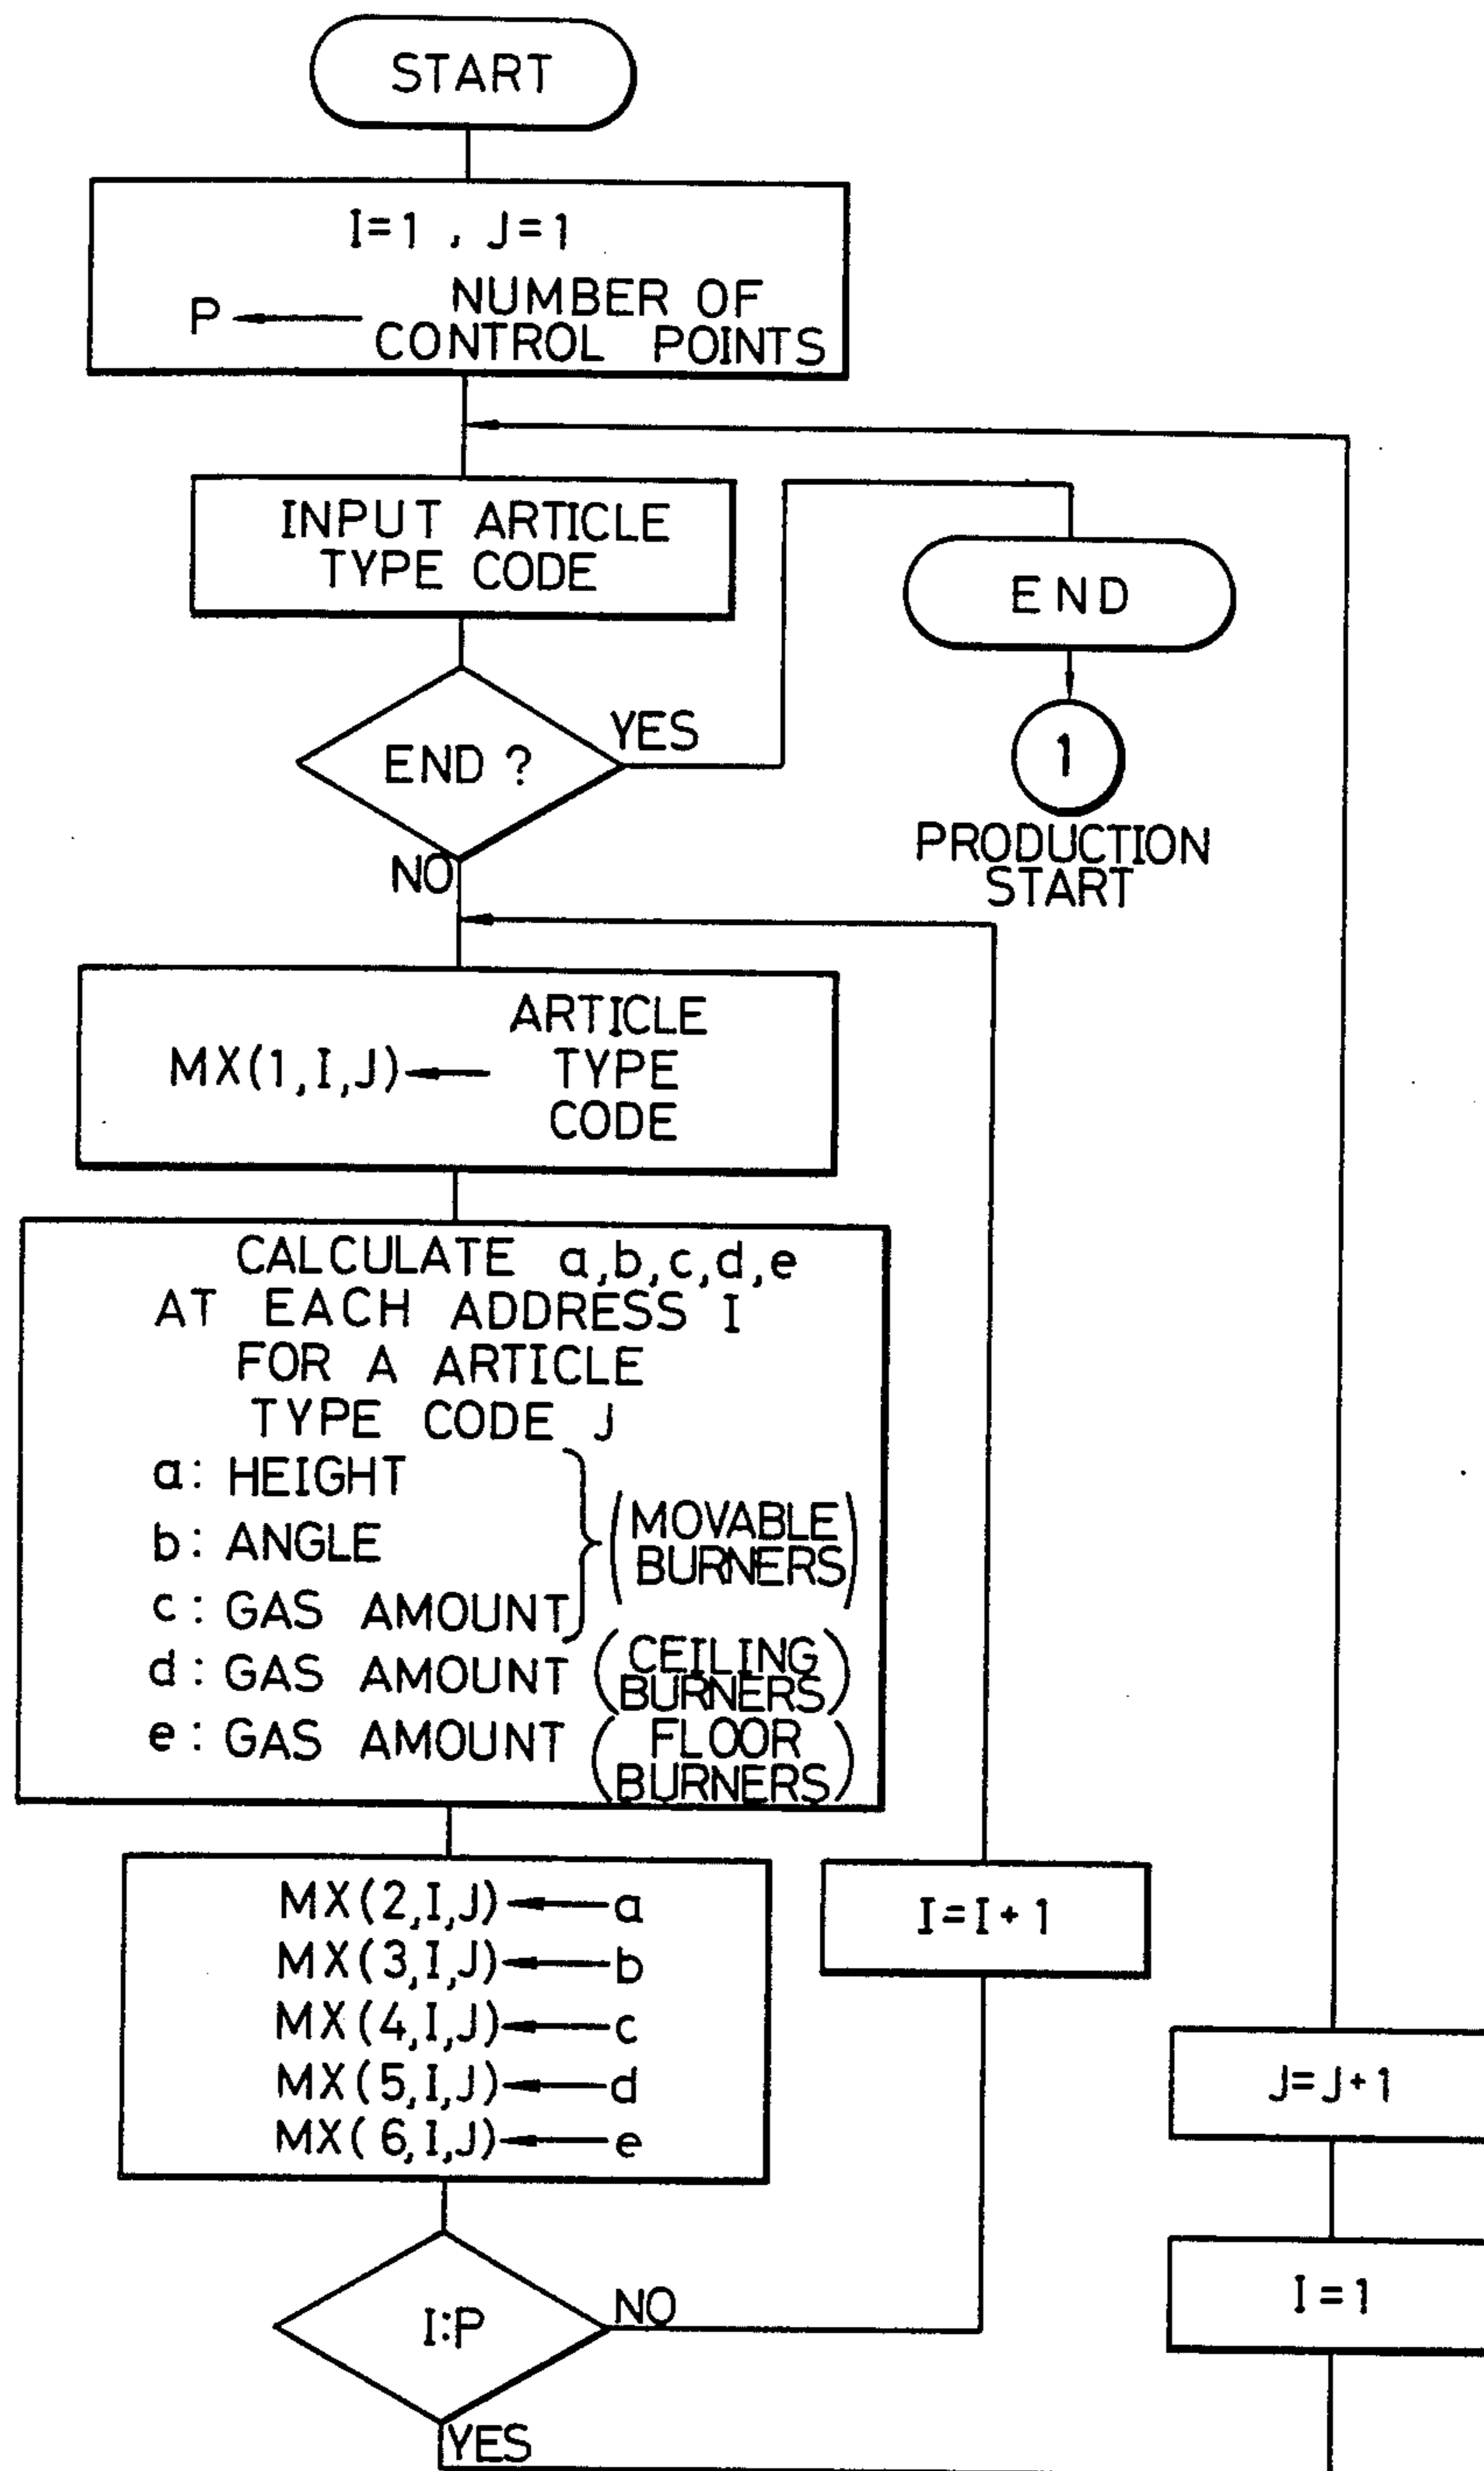 START
I=1 , J=1
P ← NUMBER OF
CONTROL POINTS
INPUT ARTICLE
TYPE CODE
END ?
YES
NO
END
1
PRODUCTION
START
ARTICLE
MX(1,I,J) ← TYPE
CODE
CALCULATE a,b,c,d,e
AT EACH ADDRESS I
FOR A ARTICLE
TYPE CODE J
a: HEIGHT
b: ANGLE
c: GAS AMOUNT
(MOVABLE
BURNERS)
d: GAS AMOUNT (CEILING
BURNERS)
e: GAS AMOUNT (FLOOR
BURNERS)
MX(2,I,J) ← a
MX(3,I,J) ← b
MX(4,I,J) ← c
MX(5,I,J) ← d
MX(6,I,J) ← e
I=I+1
I:P
NO
YES
J=J+1
I=1